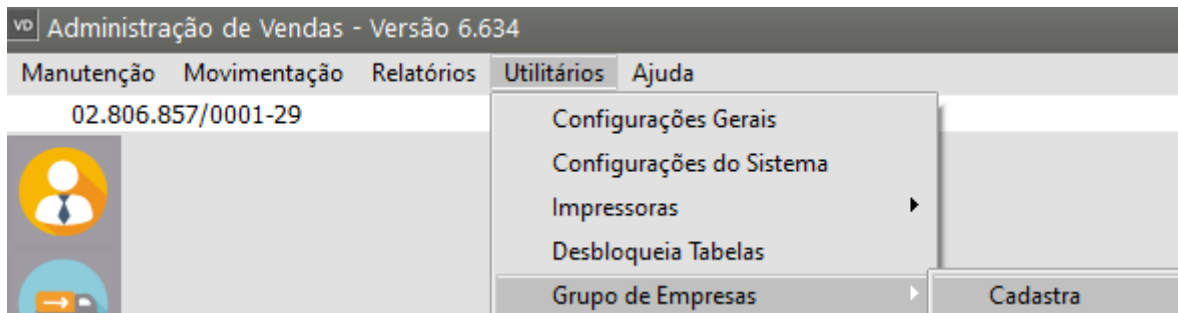 VD Administração de Vendas - Versão 6.634
Manutenção Movimentação Relatórios Utilitários Ajuda
02.806.857/0001-29
Configurações Gerais
Configurações do Sistema
Impressoras
Desbloqueia Tabelas
Grupo de Empresas Cadastra